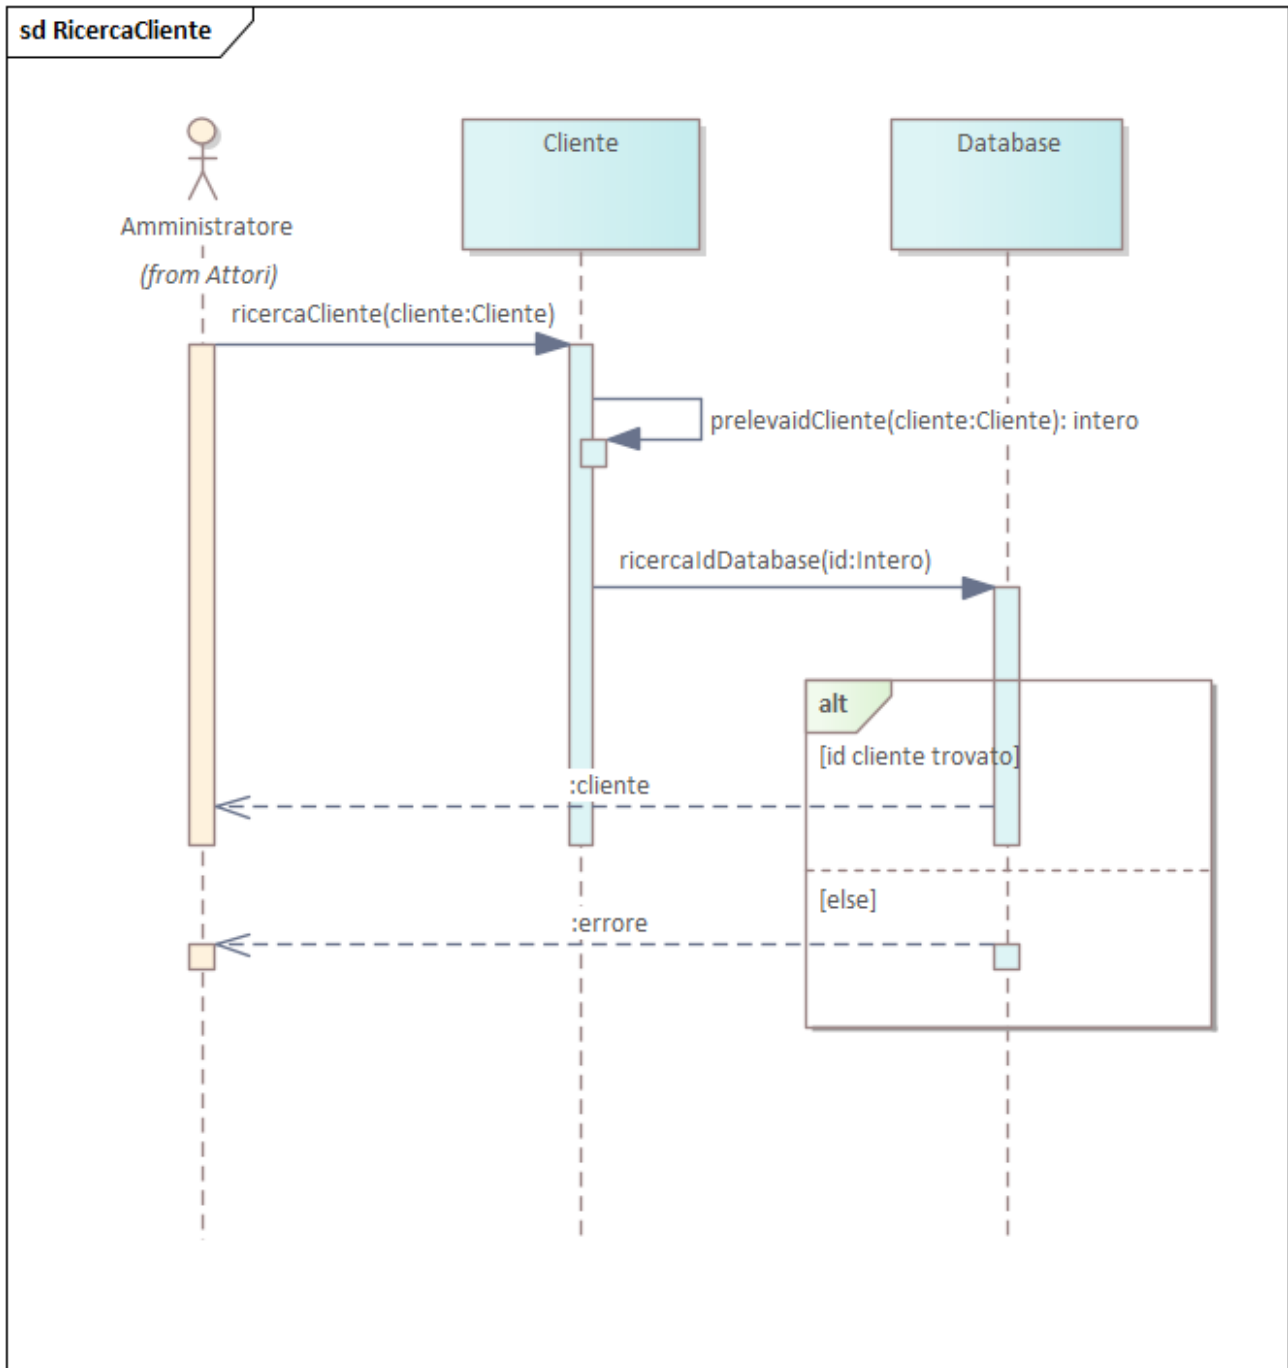 sd RicercaCliente
Cliente
Database
Amministratore
(from Attori)
ricercaCliente(cliente:Cliente)
prelevaidCliente(cliente:Cliente): intero
ricercaIdDatabase(id:Intero)
alt
[id cliente trovato]
:cliente
[else]
:errore